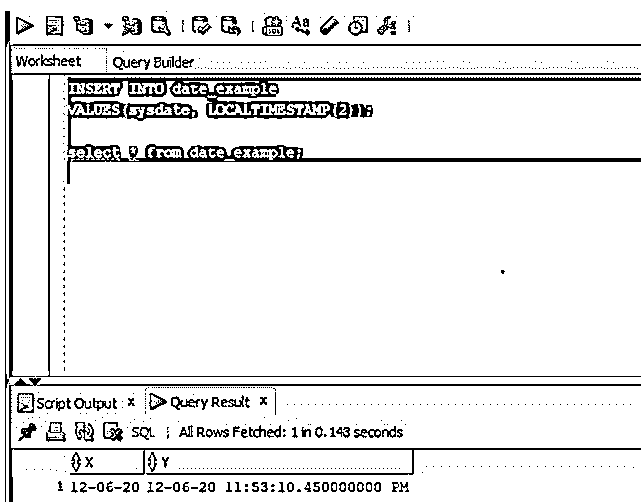 Worksheet Query Builder
INSERT INTO date_example
VALUES(sysdate, LOCALTIMESTAMP(2));
select * from date_example;
Script Output x Query Result x
SQL | All Rows Fetched: 1 in 0.143 seconds
X Y
1 12-06-20 12-06-20 11:53:10.450000000 PM